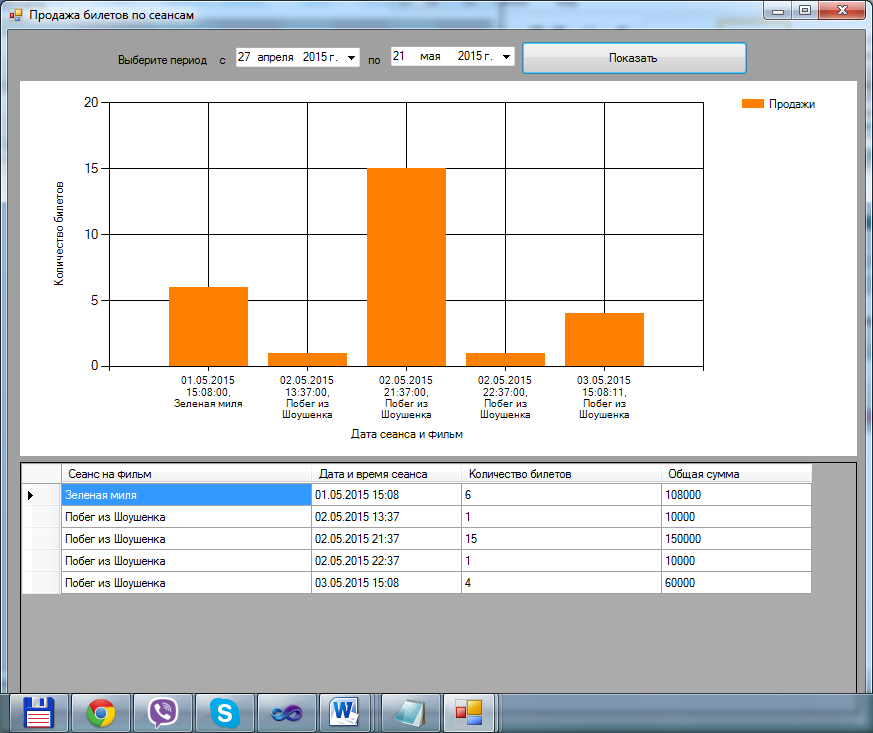 Продажа билетов по сеансам
Выберите период с 27 апреля 2015 г. по 21 мая 2015 г. Показать
Продажи
20
15
10
5
0
Количество билетов
01.05.2015
15:08:00,
Зеленая миля
02.05.2015
13:37:00,
Побег из
Шоушенка
02.05.2015
21:37:00,
Побег из
Шоушенка
02.05.2015
22:37:00,
Побег из
Шоушенка
03.05.2015
15:08:11,
Побег из
Шоушенка
Дата сеанса и фильм
Сеанс на фильм Дата и время сеанса Количество билетов Общая сумма
Зеленая миля 01.05.2015 15:08 6 108000
Побег из Шоушенка 02.05.2015 13:37 1 10000
Побег из Шоушенка 02.05.2015 21:37 15 150000
Побег из Шоушенка 02.05.2015 22:37 1 10000
Побег из Шоушенка 03.05.2015 15:08 4 60000